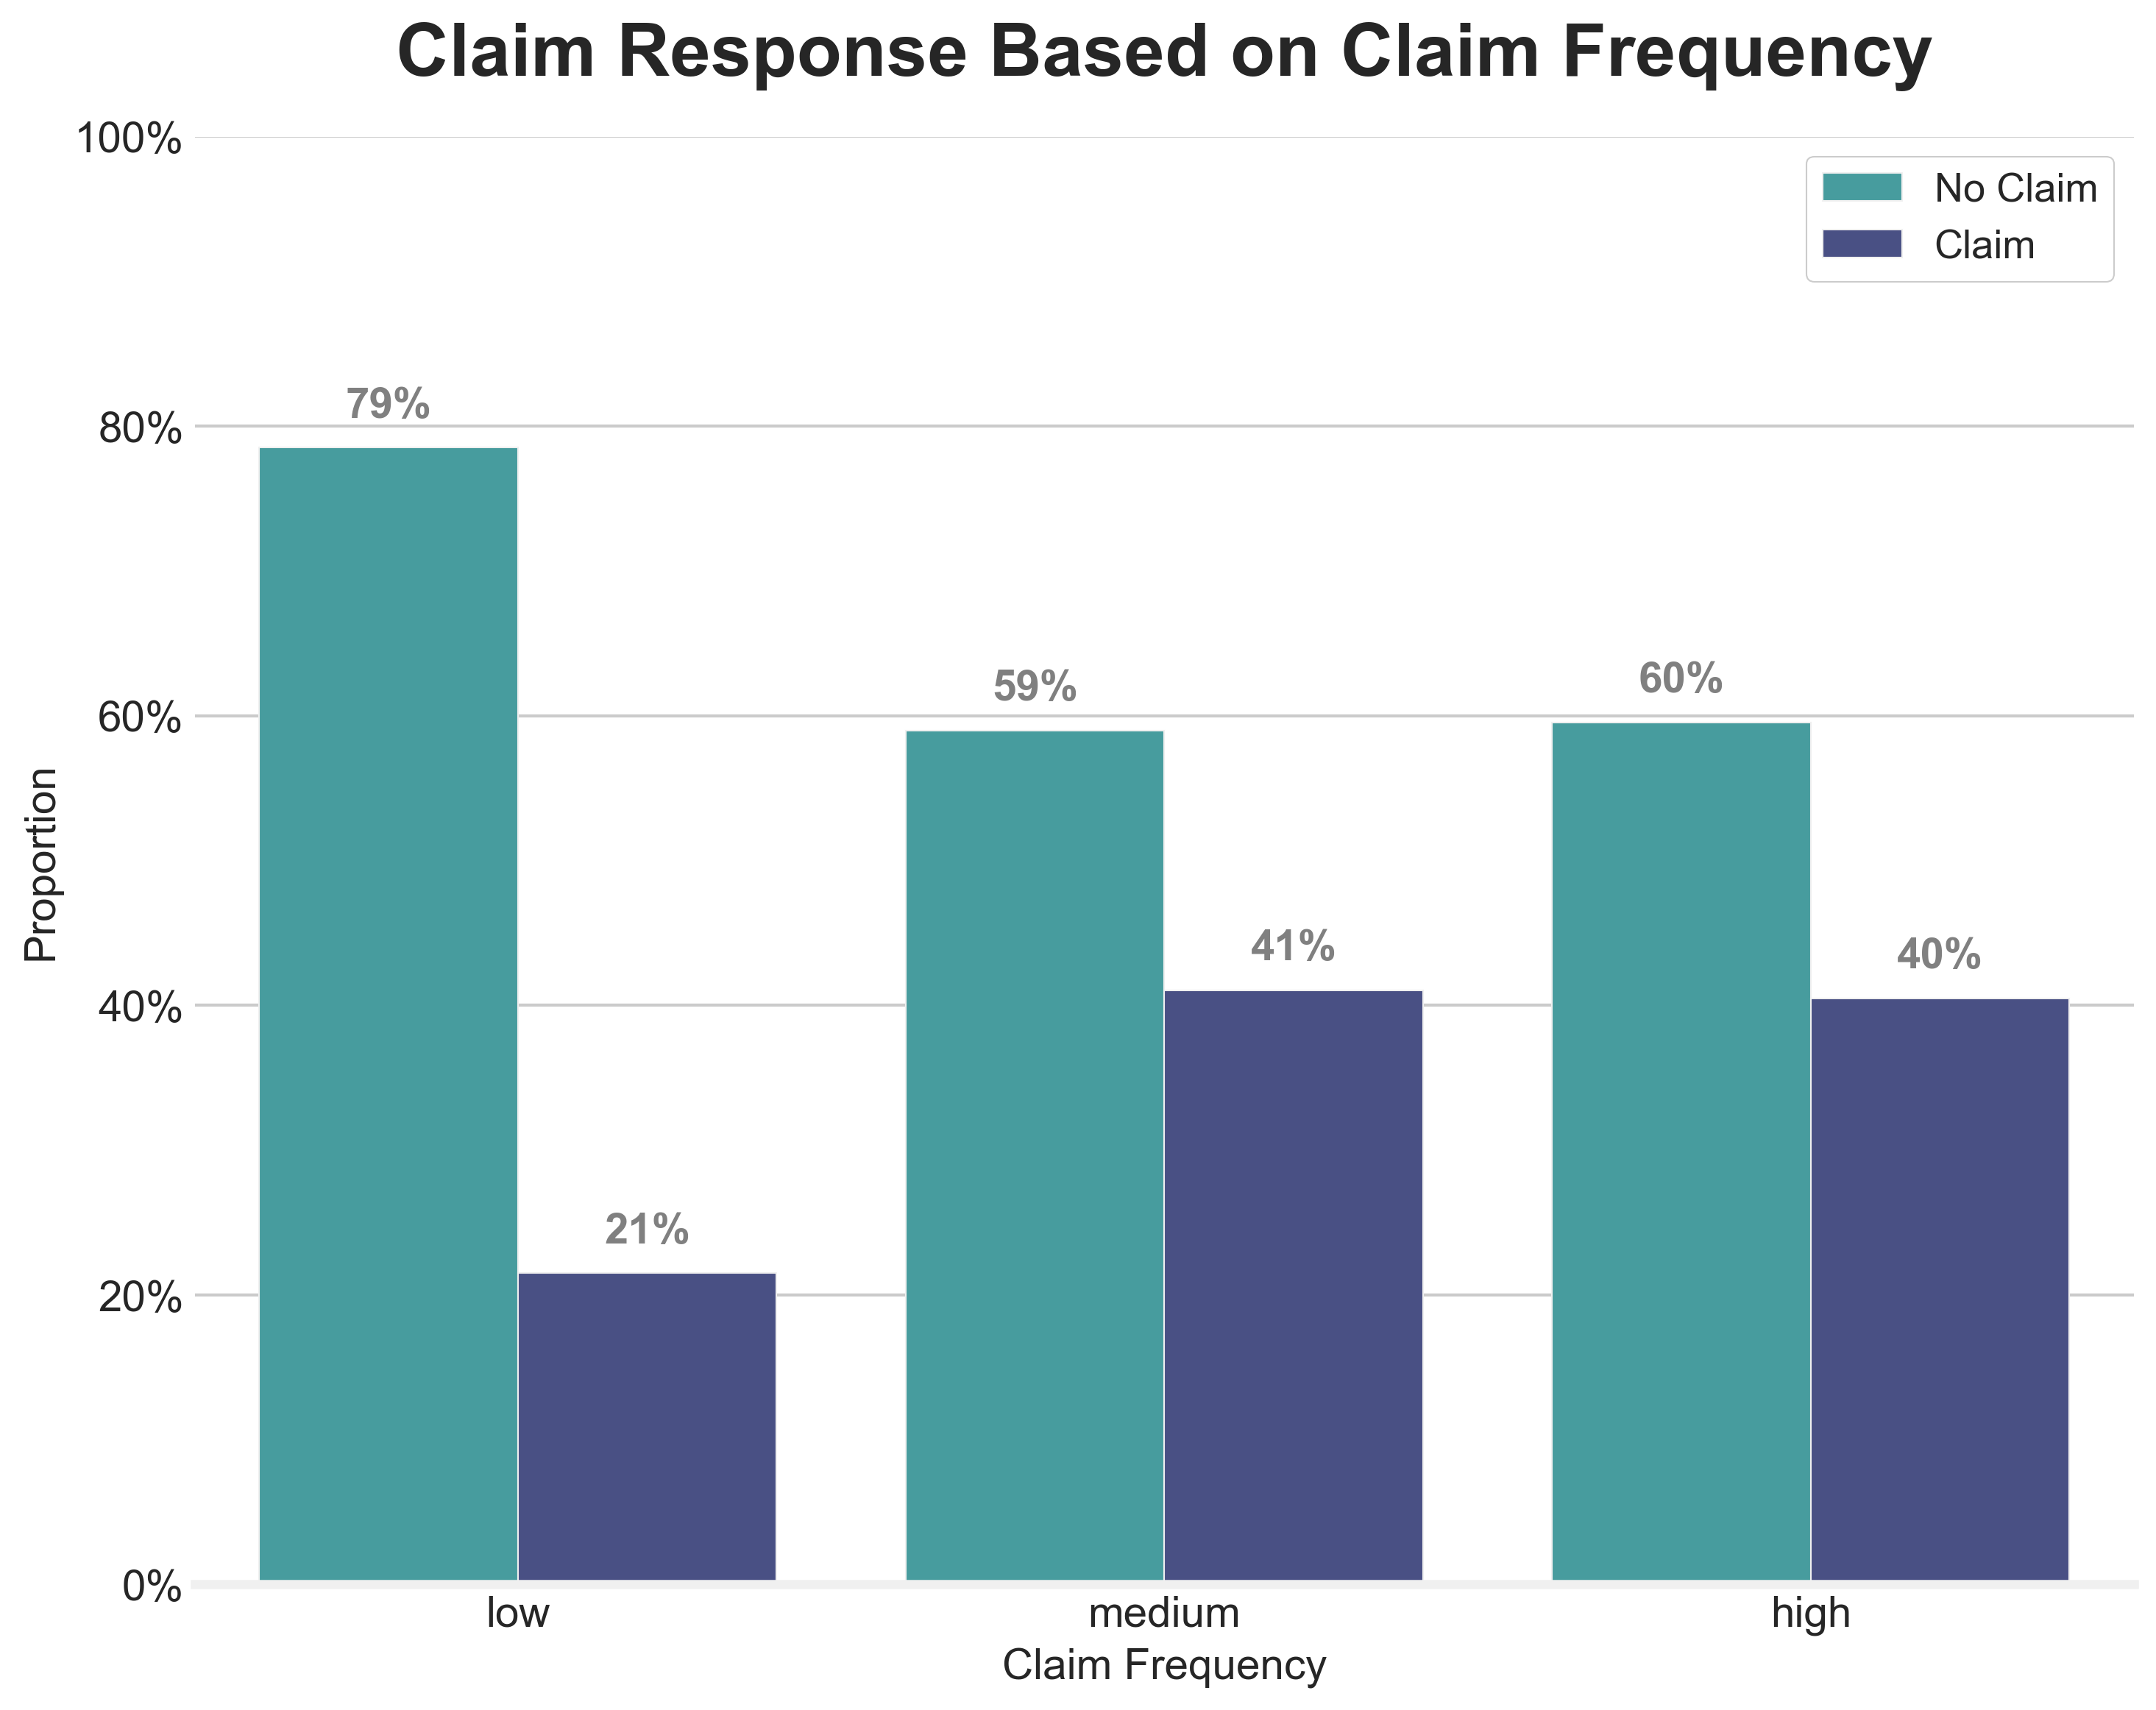 Claim Response Based on Claim Frequency
100%
No Claim
Claim
79%
80%
59%
60%
60%
41%
40%
40%
21%
20%
0%
Proportion
low
medium
high
Claim Frequency